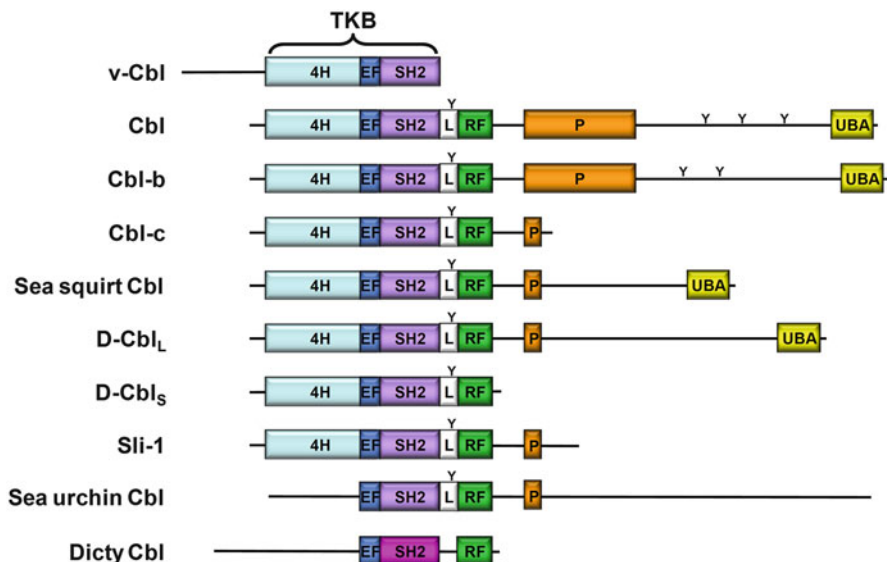 TKB
v-Cbl 4H EF SH2
Y
Cbl 4H EF SH2 L RF P Y Y Y UBA
Y
Cbl-b 4H EF SH2 L RF P Y Y UBA
Y
Cbl-c 4H EF SH2 L RF P
Y
Sea squirt Cbl 4H EF SH2 L RF P UBA
Y
D-CblL 4H EF SH2 L RF P UBA
Y
D-CblS 4H EF SH2 L RF
Y
Sli-1 4H EF SH2 L RF P
Y
Sea urchin Cbl EF SH2 L RF P
Dicty Cbl EF SH2 RF